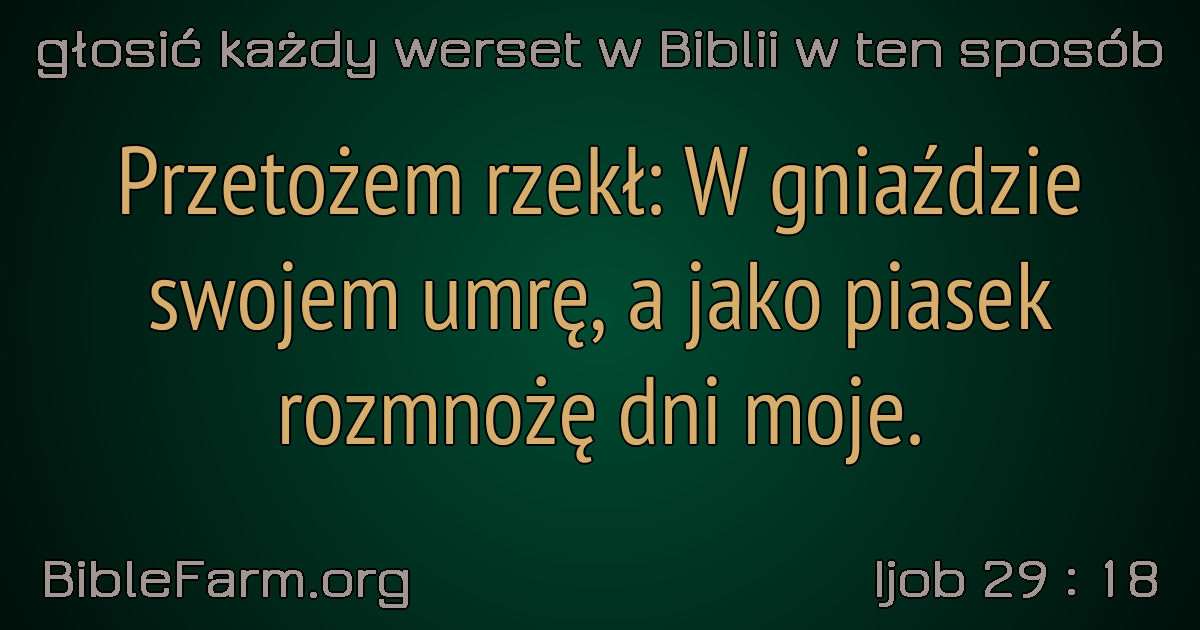 głosić każdy werset w Biblii w ten sposób
Przetożem rzekł: W gniaździe
swojem umrę, a jako piasek
rozmnożę dni moje.
BibleFarm.org
Ijob 29 : 18